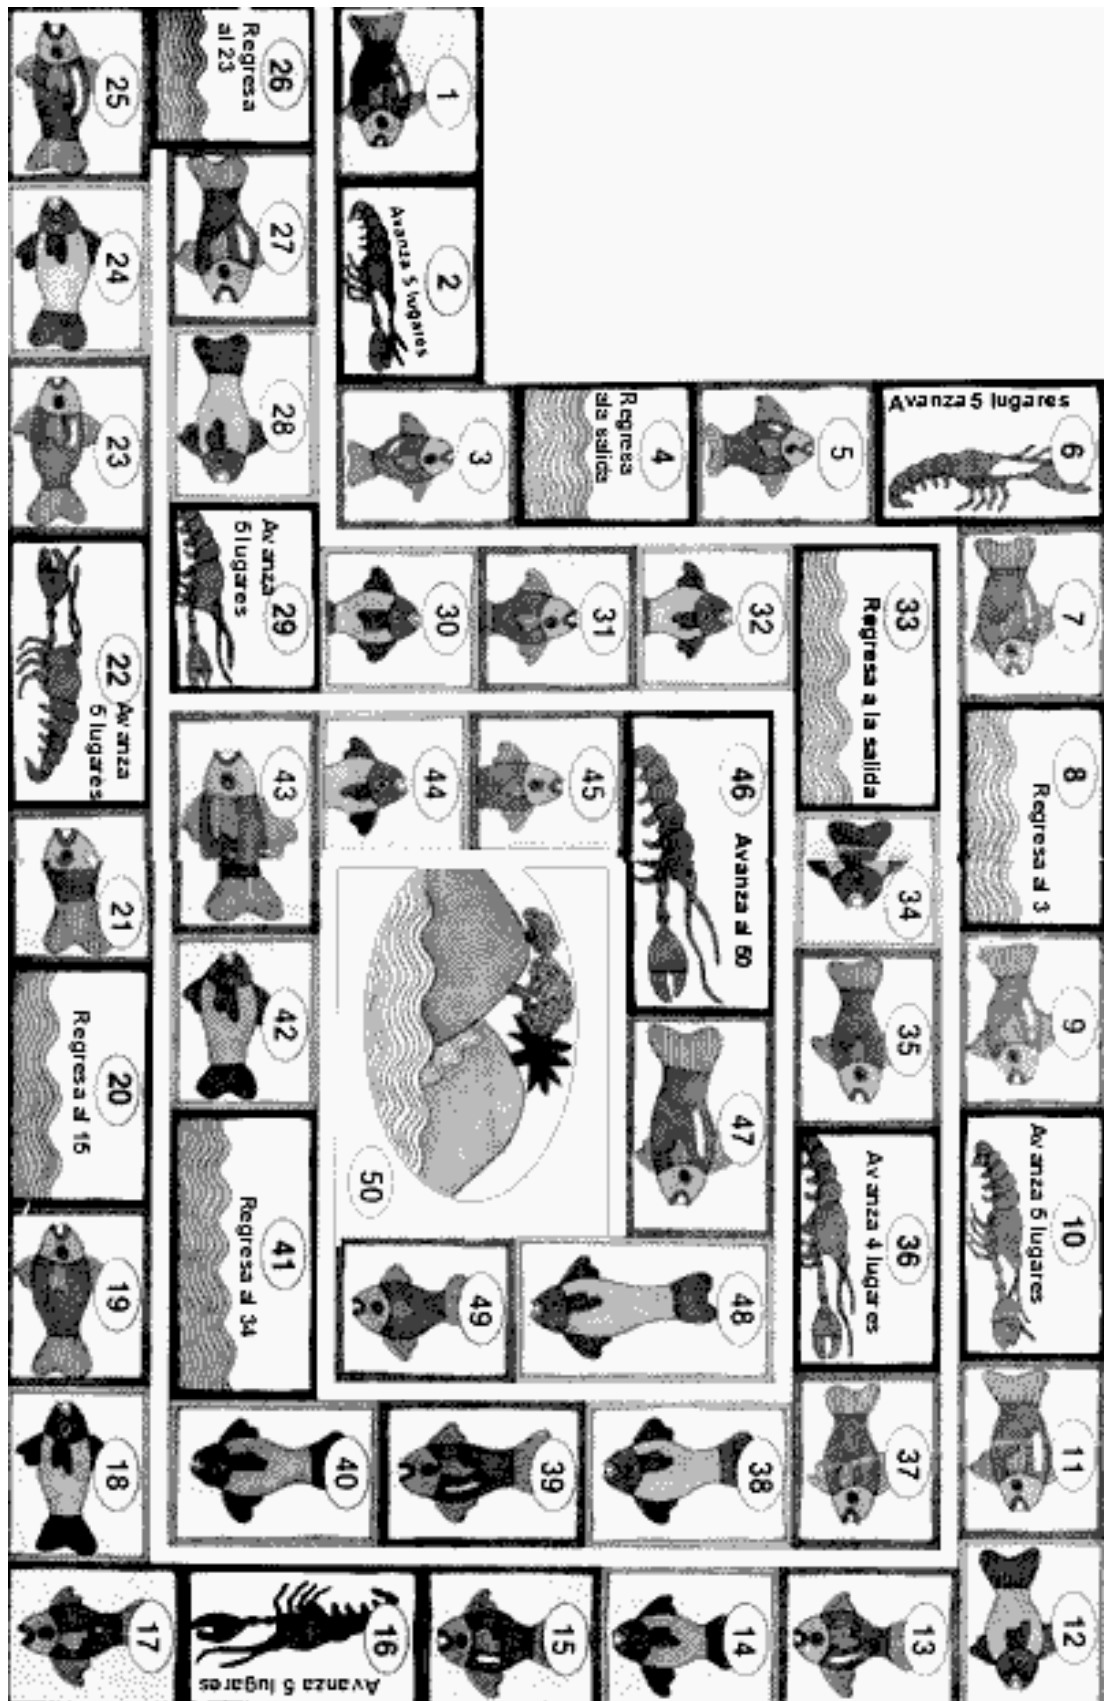 1
2
Avanza 5 lugares
3
4
Regresa
ala salida
5
6
Avanza 5 lugares
7
8
Regresa al 3
9
10
Avanza 5 lugares
11
12
13
14
15
16
Avanza 5 lugares
17
18
19
20
Regresa al 15
21
22
Avanza
5 lugares
23
24
25
26
Regresa
al 23
27
28
29
Avanza
5 lugares
30
31
32
33
Regresa a la salida
34
35
36
Avanza 4 lugares
37
38
39
40
41
Regresa al 34
42
43
44
45
46
Avanza al 50
47
48
49
50